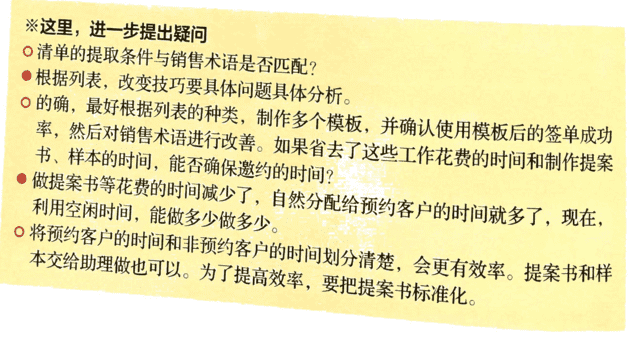 ※这里，进一步提出疑问
○清单的提取条件与销售术语是否匹配？
●根据列表，改变技巧要具体问题具体分析。
○的确，最好根据列表的种类，制作多个模板，并确认使用模板后的签单成功
率，然后对销售术语进行改善。如果省去了这些工作花费的时间和制作提案
书、样本的时间，能否确保邀约的时间？
●做提案书等花费的时间减少了，自然分配给预约客户的时间就多了，现在，
利用空闲时间，能做多少做多少。
○将预约客户的时间和非预约客户的时间划分清楚，会更有效率。提案书和样
本交给助理做也可以。为了提高效率，要把提案书标准化。